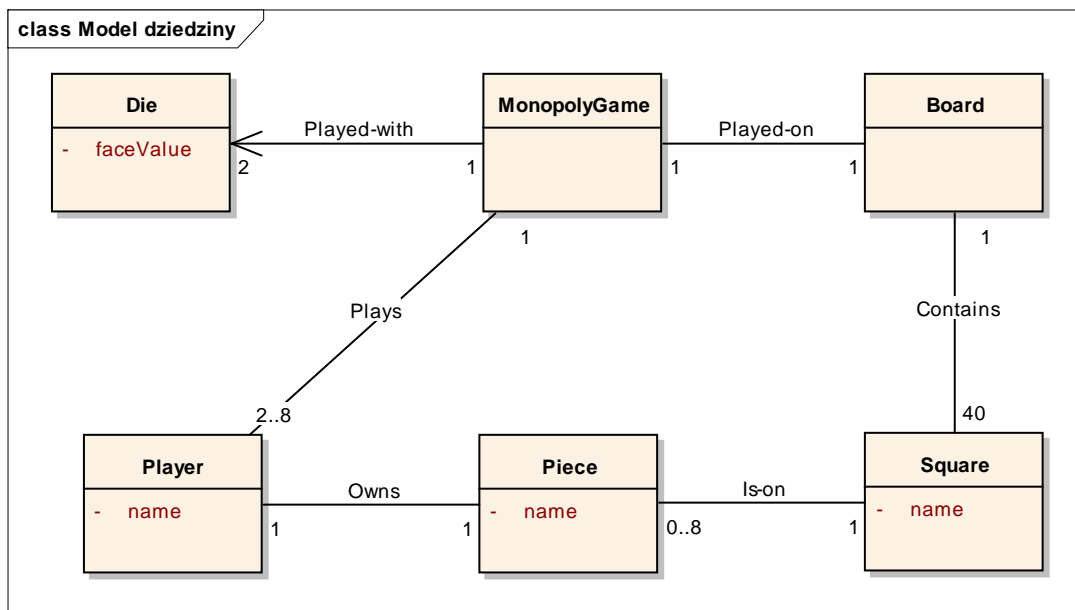 class Model dziedziny
Die
- faceValue
MonopolyGame
Board
Played-with
2
1
Played-on
1
1
1
Plays
2..8
1
Contains
40
Player
- name
Owns
1
1
Piece
- name
Is-on
0..8
1
Square
- name